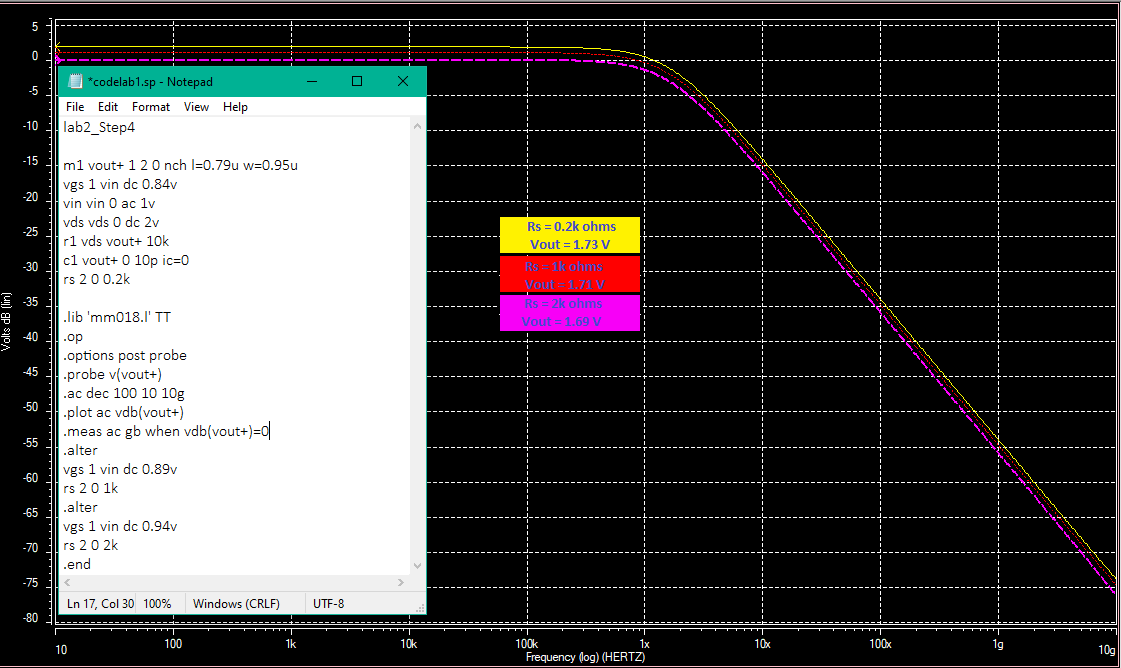 5
0
-5
-10
-15
-20
-25
-30
-35
-40
-45
-50
-55
-60
-65
-70
-75
-80
Volts dB (lin)
*codelab1.sp - Notepad
File Edit Format View Help
lab2_Step4
m1 vout+ 1 2 0 nch l=0.79u w=0.95u
vgs 1 vin dc 0.84v
vin vin 0 ac 1v
vds vds 0 dc 2v
r1 vds vout+ 10k
c1 vout+ 0 10p ic=0
rs 2 0 0.2k
.lib 'mm018.l' TT
.op
.options post probe
.probe v(vout+)
.ac dec 100 10 10g
.plot ac vdb(vout+)
.meas ac gb when vdb(vout+)=0
.alter
vgs 1 vin dc 0.89v
rs 2 0 1k
.alter
vgs 1 vin dc 0.94v
rs 2 0 2k
.end
Ln 17, Col 30 100% Windows (CRLF) UTF-8
Rs = 0.2k ohms
Vout = 1.73 V
Rs = 1k ohms
Vout = 1.71 V
Rs = 2k ohms
Vout = 1.69 V
10 100 1k 10k 100k 1x 10x 100x 1g 10g
Frequency (log) (HERTZ)